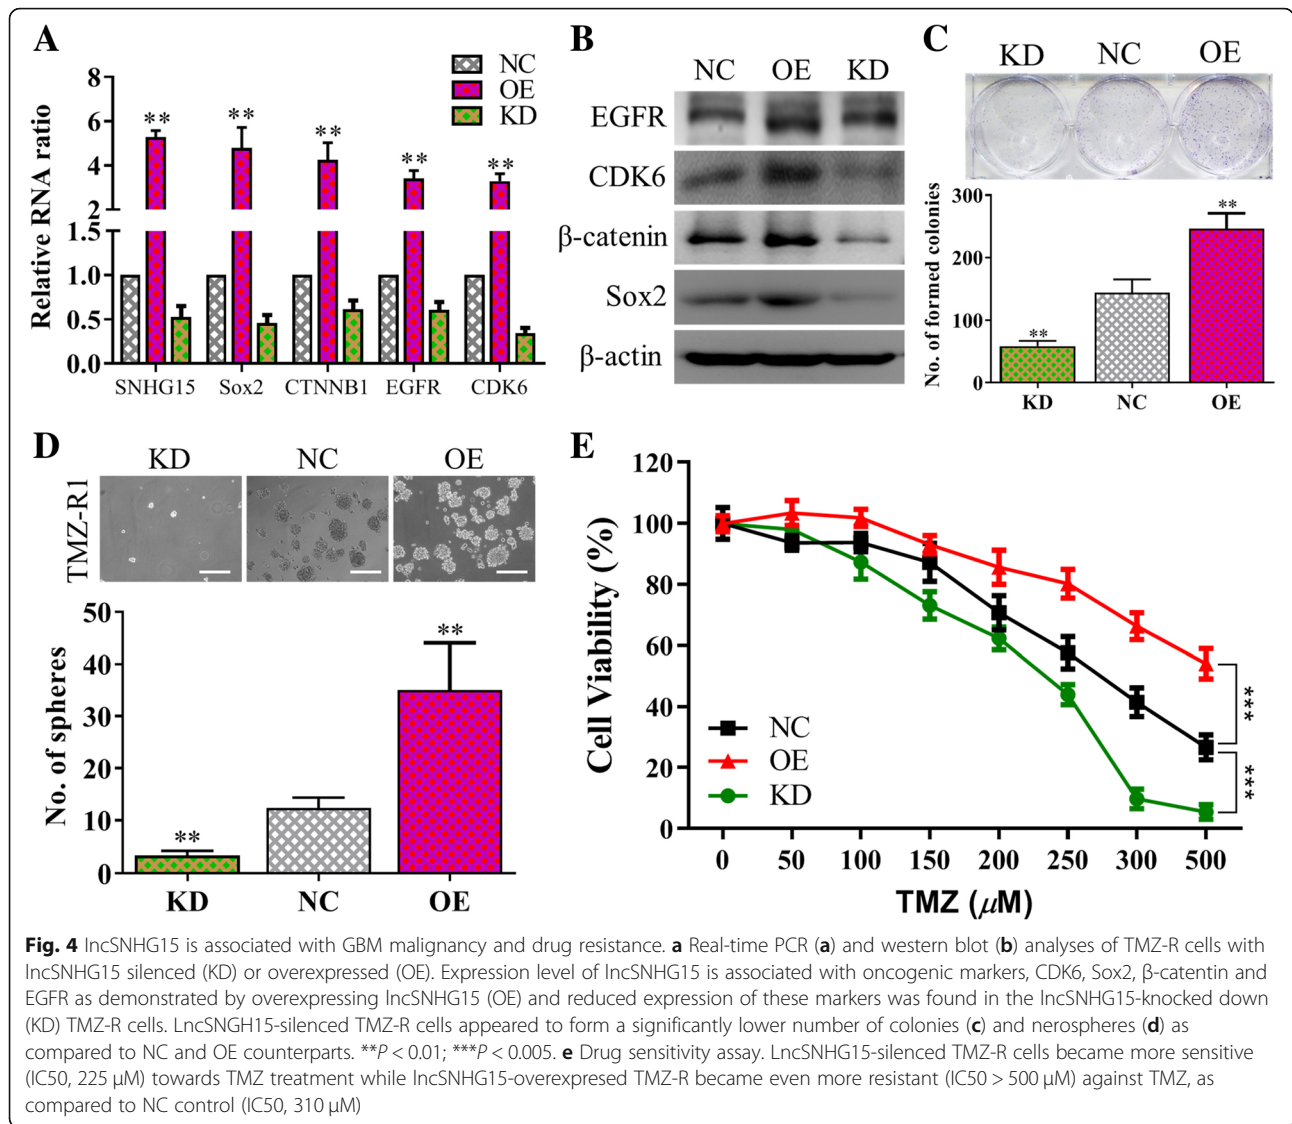 A
NC
OE
KD
Relative RNA ratio
8
6
4
2
1.5
1.0
0.5
0.0
** ** ** ** **
SNHG15 Sox2 CTNNB1 EGFR CDK6
B
NC OE KD
EGFR
CDK6
β-catenin
Sox2
β-actin
C
KD NC OE
No. of formed colonies
300
200
100
0
** **
KD NC OE
D
KD NC OE
TMZ-R1
No. of spheres
50
40
30
20
10
0
** **
KD NC OE
E
Cell Viability (%)
120
100
80
60
40
20
0
NC
OE
KD
***
***
0 50 100 150 200 250 300 500
TMZ (μM)
Fig. 4 lncSNHG15 is associated with GBM malignancy and drug resistance. a Real-time PCR (a) and western blot (b) analyses of TMZ-R cells with
lncSNHG15 silenced (KD) or overexpressed (OE). Expression level of lncSNHG15 is associated with oncogenic markers, CDK6, Sox2, β-catentin and
EGFR as demonstrated by overexpressing lncSNHG15 (OE) and reduced expression of these markers was found in the lncSNHG15-knocked down
(KD) TMZ-R cells. LncSNGH15-silenced TMZ-R cells appeared to form a significantly lower number of colonies (c) and nerospheres (d) as
compared to NC and OE counterparts. **P < 0.01; ***P < 0.005. e Drug sensitivity assay. LncSNHG15-silenced TMZ-R cells became more sensitive
(IC50, 225 μM) towards TMZ treatment while lncSNHG15-overexpresed TMZ-R became even more resistant (IC50 > 500 μM) against TMZ, as
compared to NC control (IC50, 310 μM)